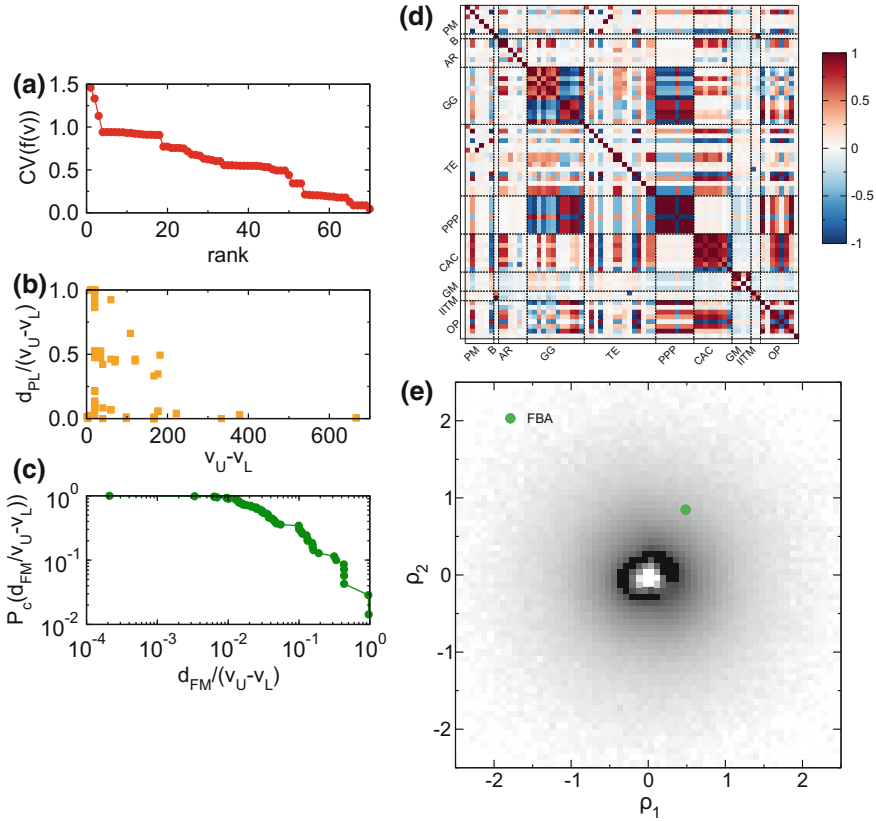 (a)
CV(f(v))
1.5
1.0
0.5
0.0
0 20 40 60
rank
(b)
d_PL/(v_U-v_L)
1.0
0.5
0.0
0 200 400 600
v_U-v_L
(c)
P_c(d_FM/v_U-v_L))
10^0
10^-1
10^-2
10^-4 10^-3 10^-2 10^-1 10^0
d_FM/(v_U-v_L)
(d)
PM
B
AR
GG
TE
PPP
CAC
GM
IITM
OP
PM B AR GG TE PPP CAC GM IITM OP
1
0.5
0
-0.5
-1
(e)
FBA
ρ_2
2
1
0
-1
-2
-2 -1 0 1 2
ρ_1